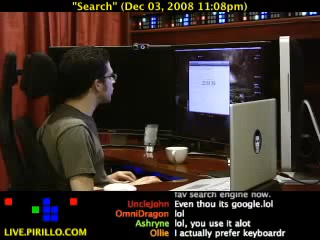 "Search" (Dec 03, 2008 11:08pm)
fav search engine now.
UncleJohn Even thou its google.lol
OmniDragon lol
Ashryne lol, you use it alot
Ollie I actually prefer keyboardr
LIVE.PIRILLO.COM